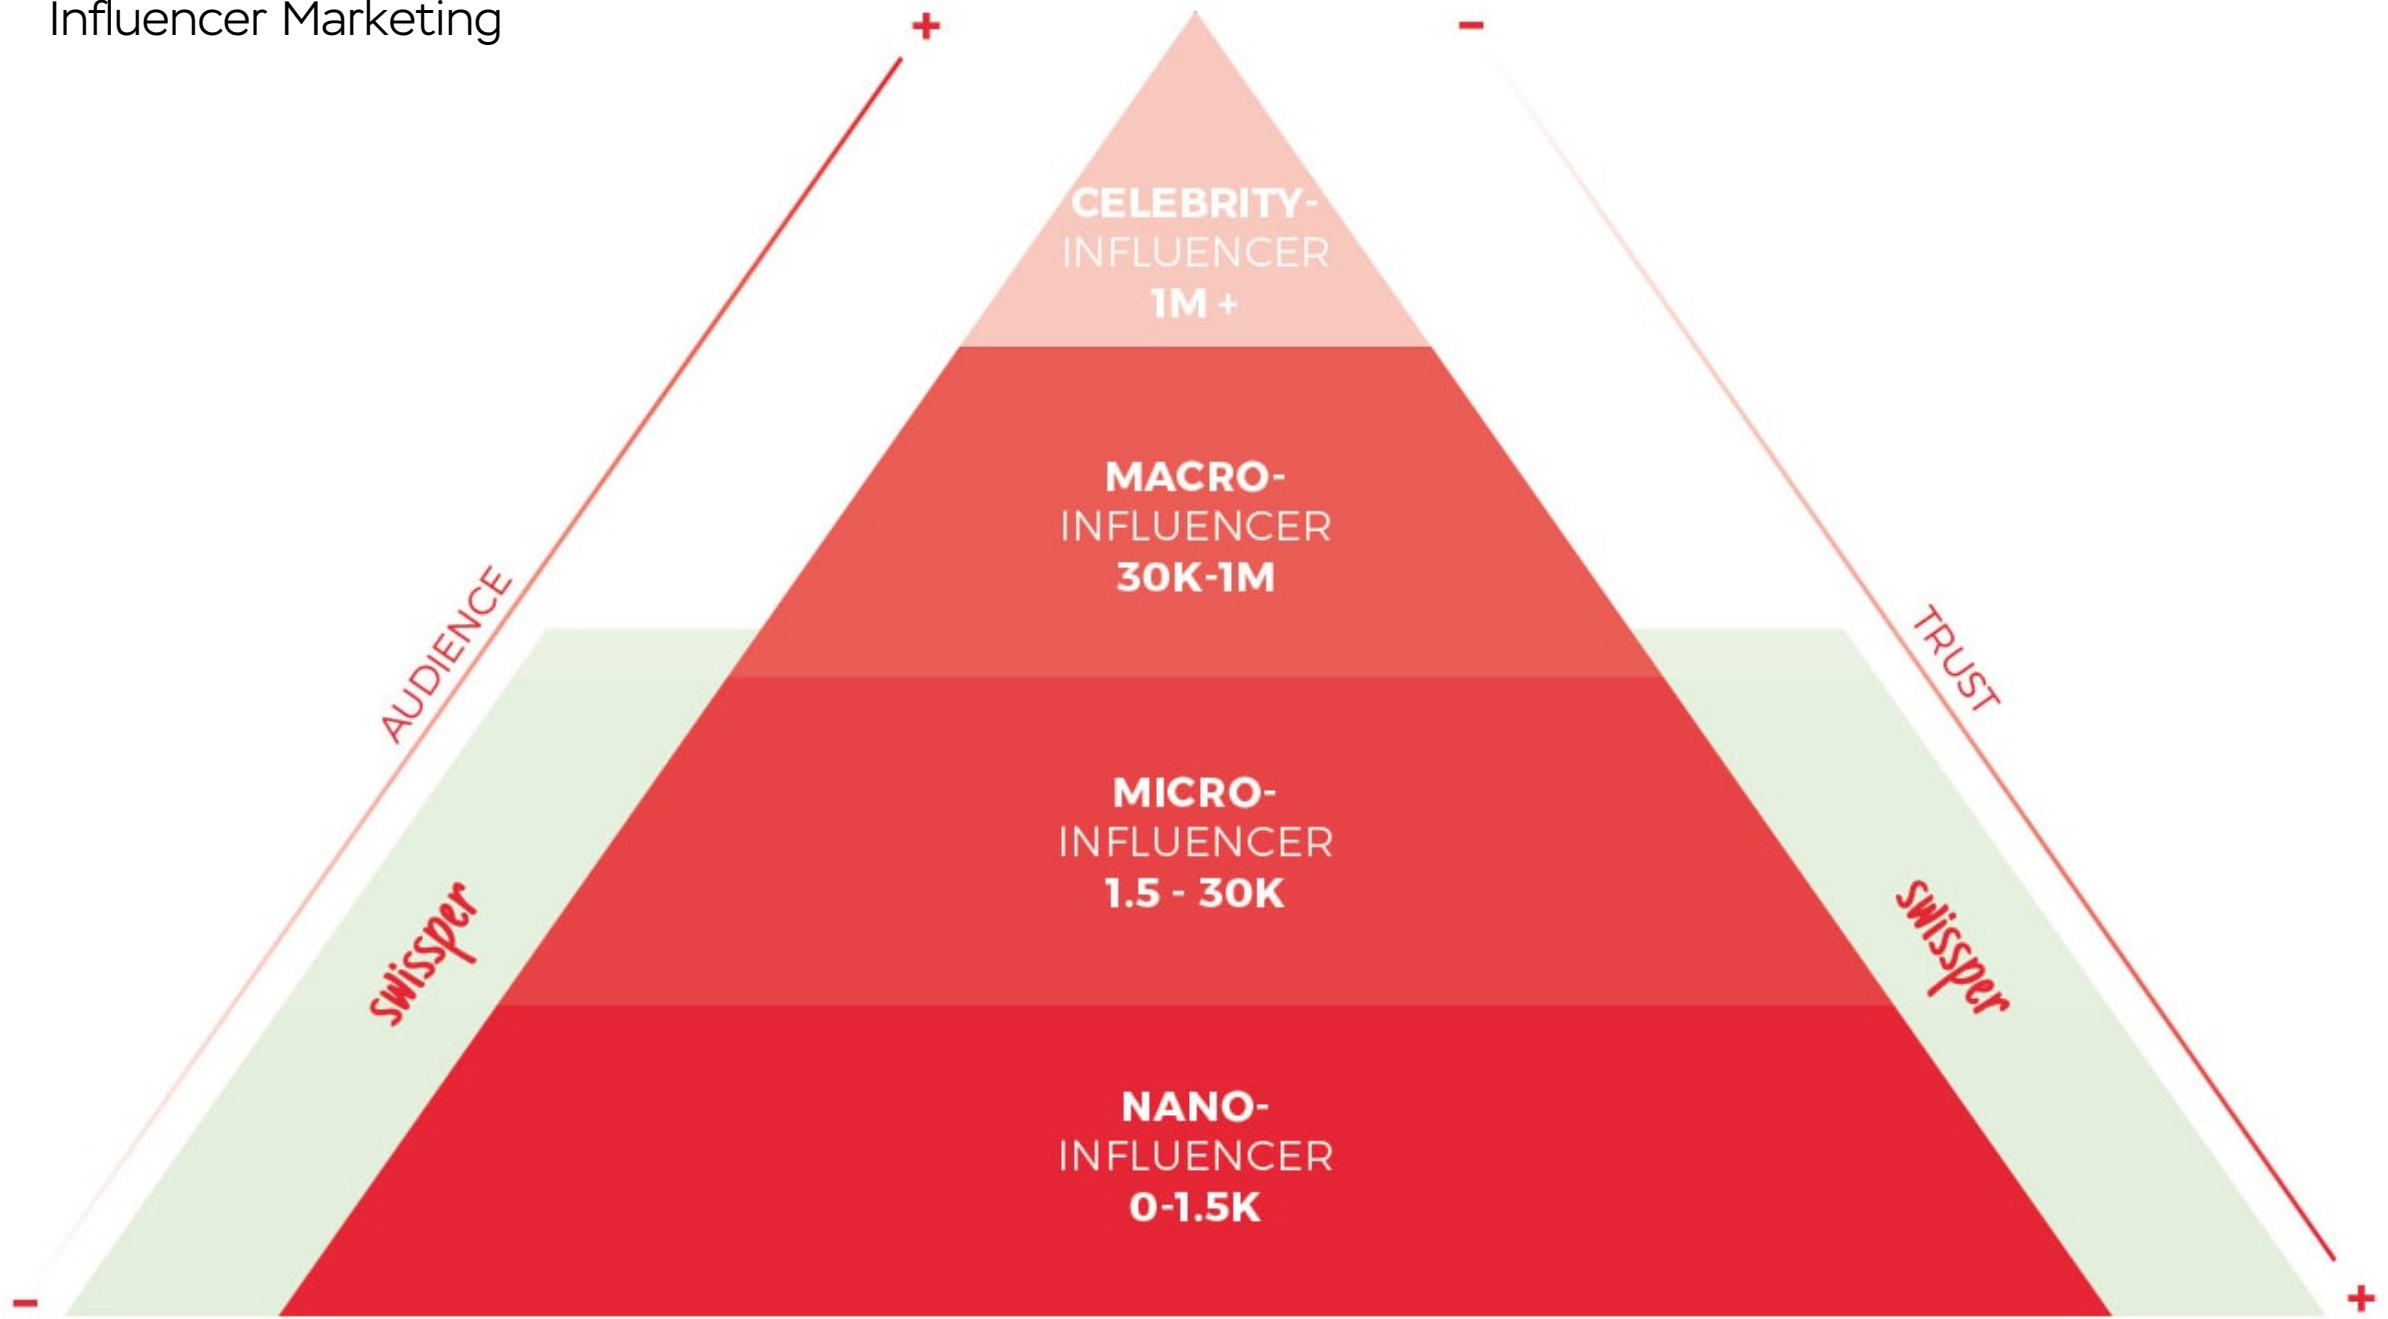 Influencer Marketing
+
-
CELEBRITY-
INFLUENCER
1M +
MACRO-
INFLUENCER
30K-1M
AUDIENCE
TRUST
MICRO-
INFLUENCER
1.5 - 30K
swissper
swissper
NANO-
INFLUENCER
0-1.5K
-
+